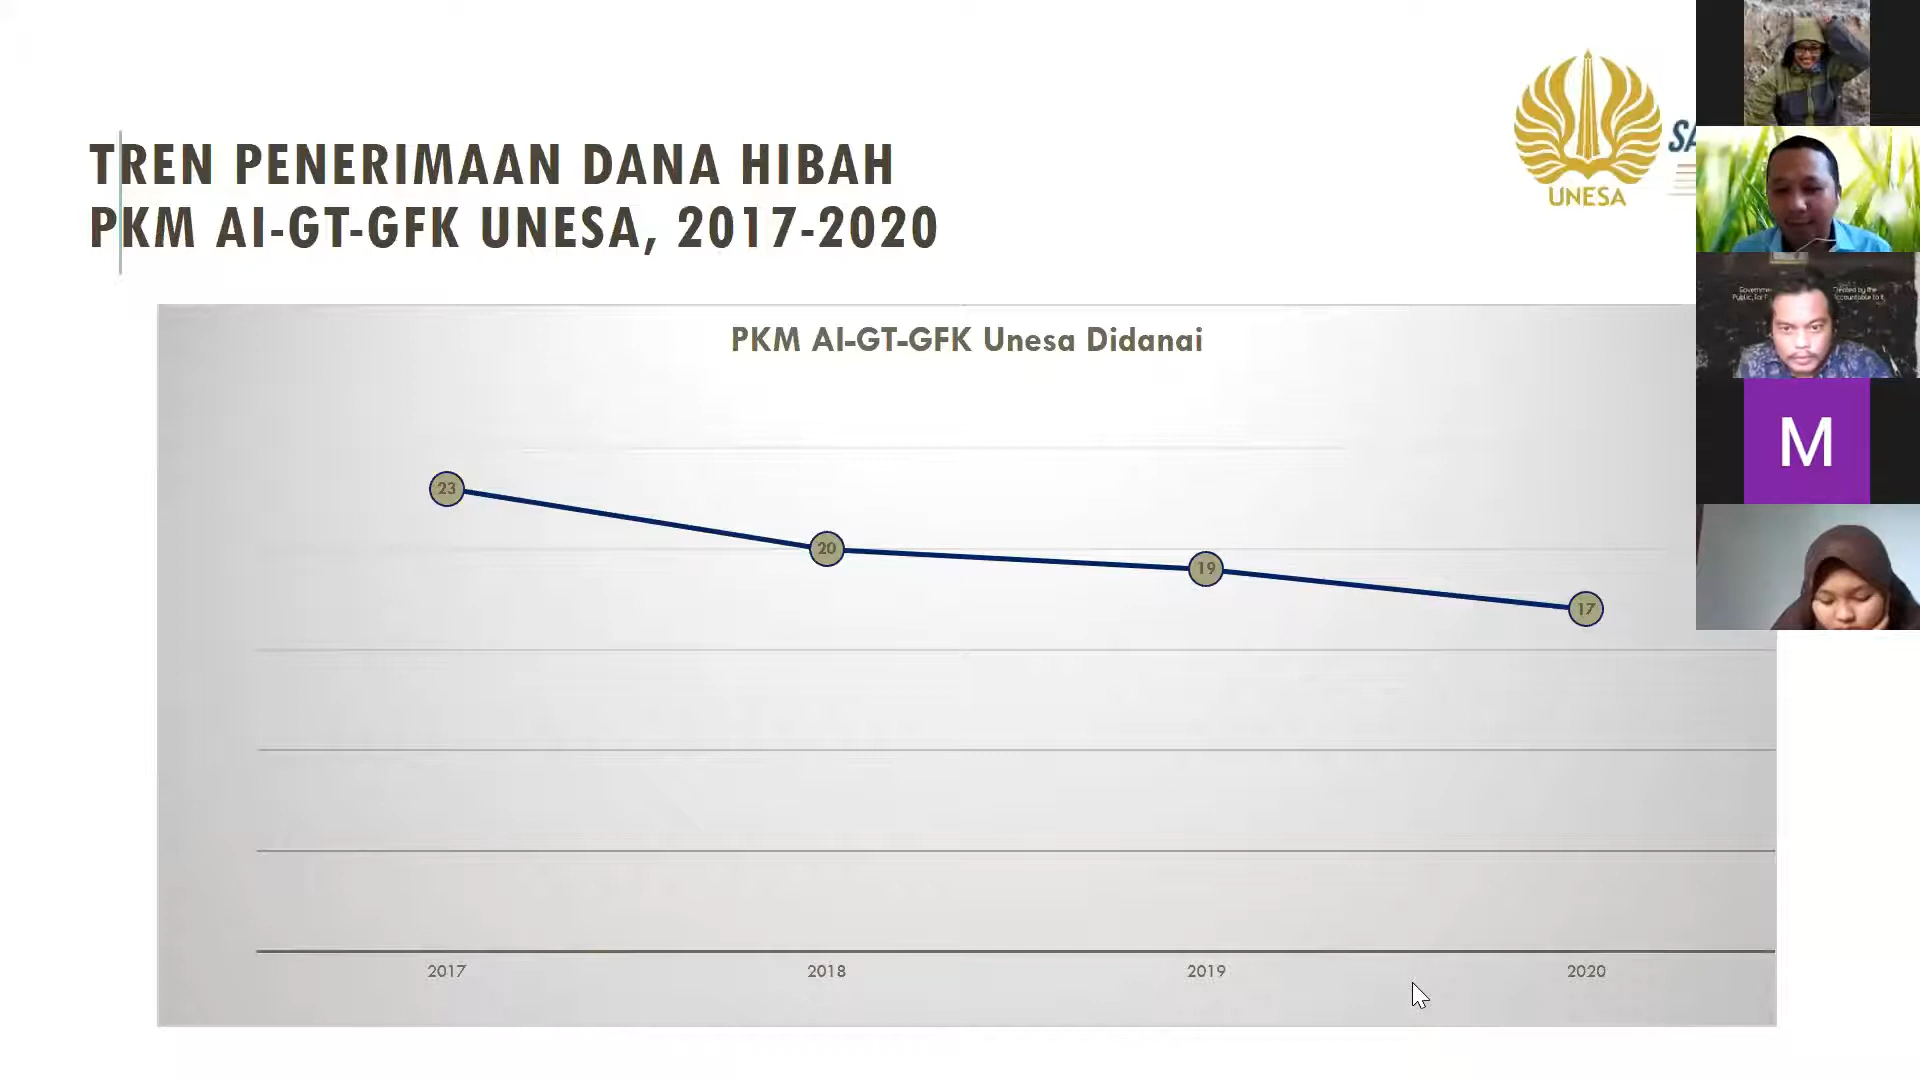 TREN PENERIMAAN DANA HIBAH
PKM AI-GT-GFK UNESA, 2017-2020
UNESA
SA
PKM AI-GT-GFK Unesa Didanai
23
20
19
17
2017
2018
2019
2020
M